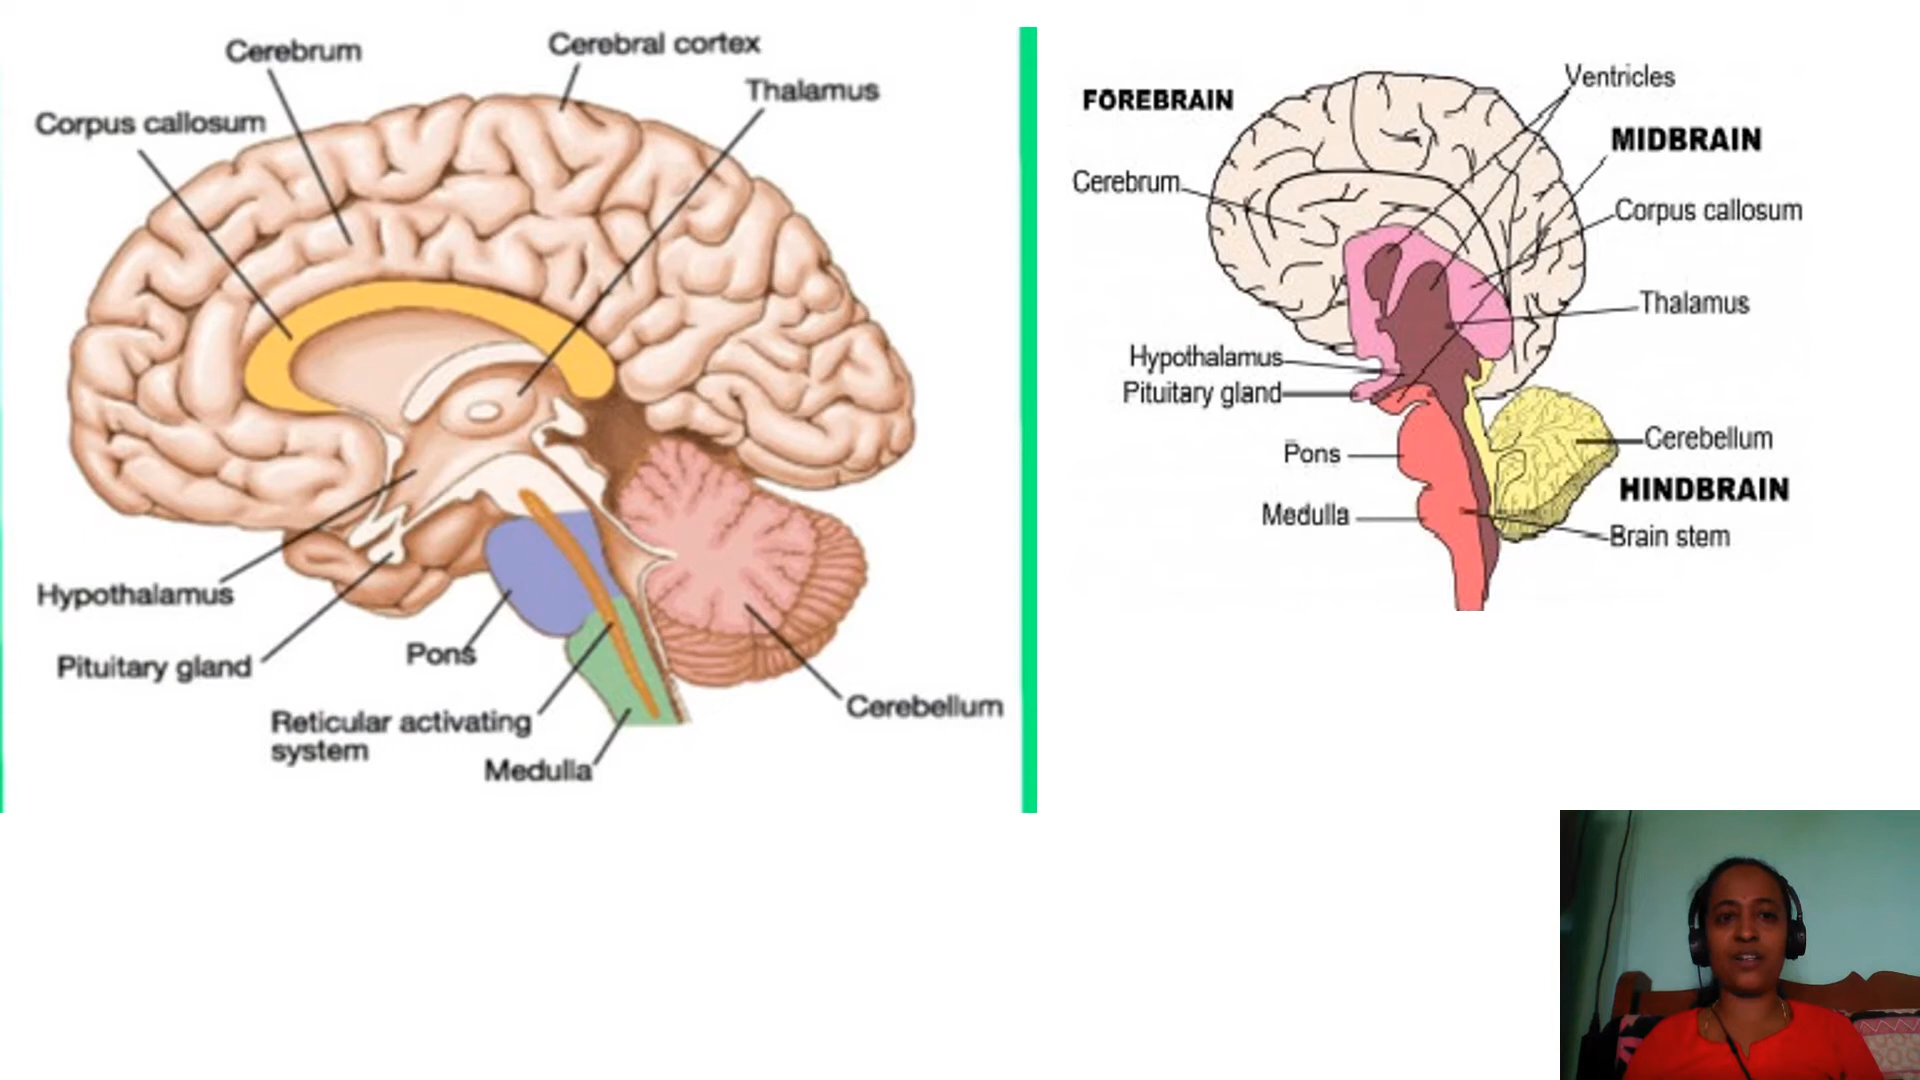 Cerebrum
Cerebral cortex
Thalamus
Corpus callosum
Hypothalamus
Pituitary gland
Pons
Reticular activating
system
Medulla
Cerebellum
Ventricles
FOREBRAIN
MIDBRAIN
Cerebrum
Corpus callosum
Thalamus
Hypothalamus
Pituitary gland
Cerebellum
Pons
HINDBRAIN
Medulla
Brain stem